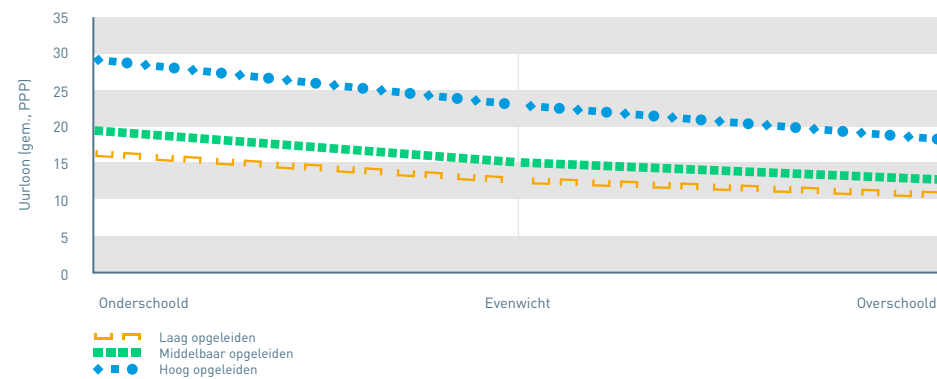 35
30
25
20
15
10
5
0
Uurloon (gem., PPP)
Onderschoold
Evenwicht
Overschoold
Laag opgeleiden
Middelbaar opgeleiden
Hoog opgeleiden